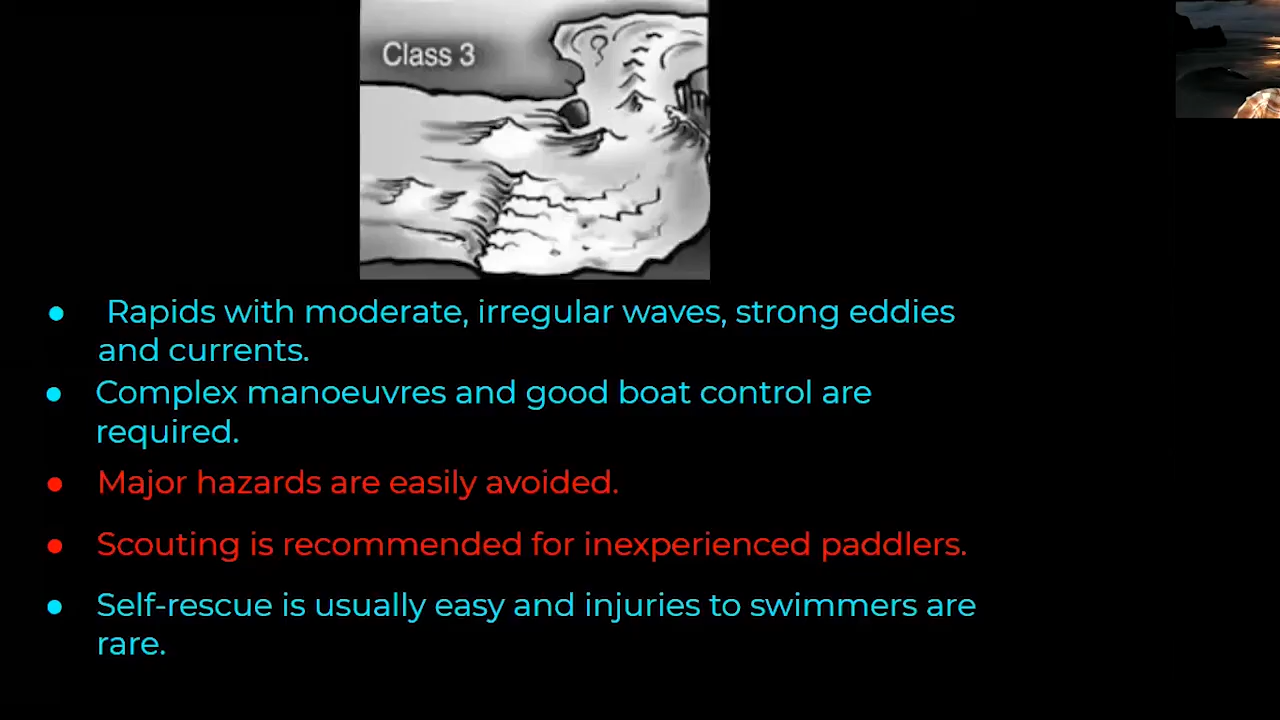 Class 3
● Rapids with moderate, irregular waves, strong eddies
and currents.
● Complex manoeuvres and good boat control are
required.
● Major hazards are easily avoided.
● Scouting is recommended for inexperienced paddlers.
● Self-rescue is usually easy and injuries to swimmers are
rare.